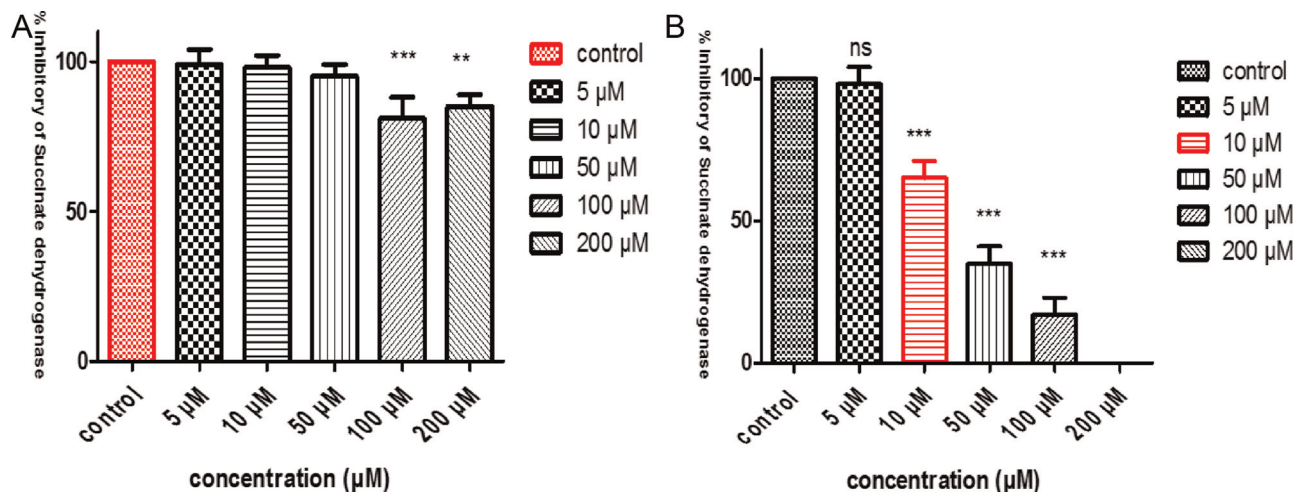 A
% Inhibitory of Succinate dehydrogenase
100
50
0
***
**
control
5 µM
10 µM
50 µM
100 µM
200 µM
concentration (µM)
control
5 µM
10 µM
50 µM
100 µM
200 µM
B
% Inhibitory of Succinate dehydrogenase
100
50
0
ns
***
***
***
control
5 µM
10 µM
50 µM
100 µM
200 µM
concentration (µM)
control
5 µM
10 µM
50 µM
100 µM
200 µM